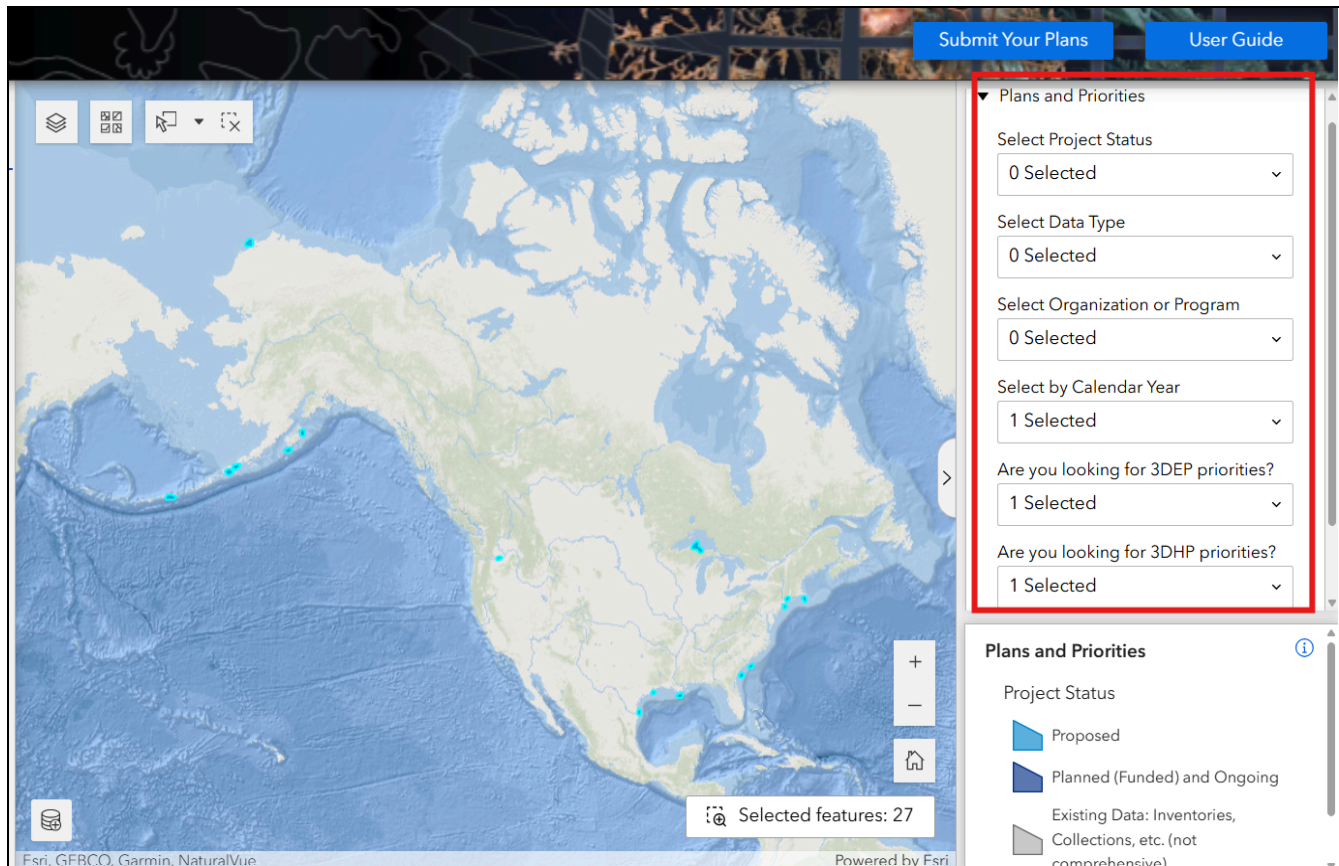 Submit Your Plans
User Guide
Plans and Priorities
Select Project Status
0 Selected
Select Data Type
0 Selected
Select Organization or Program
0 Selected
Select by Calendar Year
1 Selected
Are you looking for 3DEP priorities?
1 Selected
Are you looking for 3DHP priorities?
1 Selected
Selected features: 27
Esri, GEBCO, Garmin, NaturalVue
Powered by Esri
Plans and Priorities
Project Status
Proposed
Planned (Funded) and Ongoing
Existing Data: Inventories,
Collections, etc. (not
comprehensive)